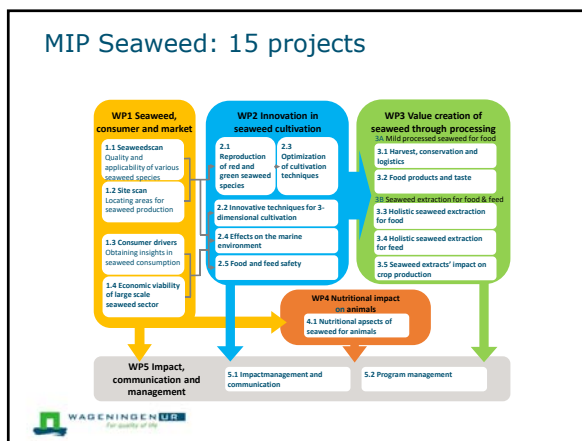 MIP Seaweed: 15 projects
WP1 Seaweed,
consumer and market
1.1 Seaweedscan
Quality and
applicability of various
seaweed species
1.2 Site scan
Locating areas for
seaweed production
1.3 Consumer drivers
Obtaining insights in
seaweed consumption
1.4 Economic viability
of large scale
seaweed sector
WP2 Innovation in
seaweed cultivation
2.1
Reproduction
of red and
green seaweed
species
2.3
Optimization
of cultivation
techniques
2.2 Innovative techniques for 3-
dimensional cultivation
2.4 Effects on the marine
environment
2.5 Food and feed safety
WP3 Value creation of
seaweed through processing
3A Mild processed seaweed for food
3.1 Harvest, conservation and
logistics
3.2 Food products and taste
3B Seaweed extraction for food & feed
3.3 Holistic seaweed exctraction
for food
3.4 Holistic seaweed extraction
for feed
3.5 Seaweed extracts' impact on
crop production
WP4 Nutritional impact
on animals
4.1 Nutritional apsects of
seaweed for animals
WP5 Impact,
communication and
management
5.1 Impactmanagement and
communication
5.2 Program management
WAGENINGEN UR
For quality of life